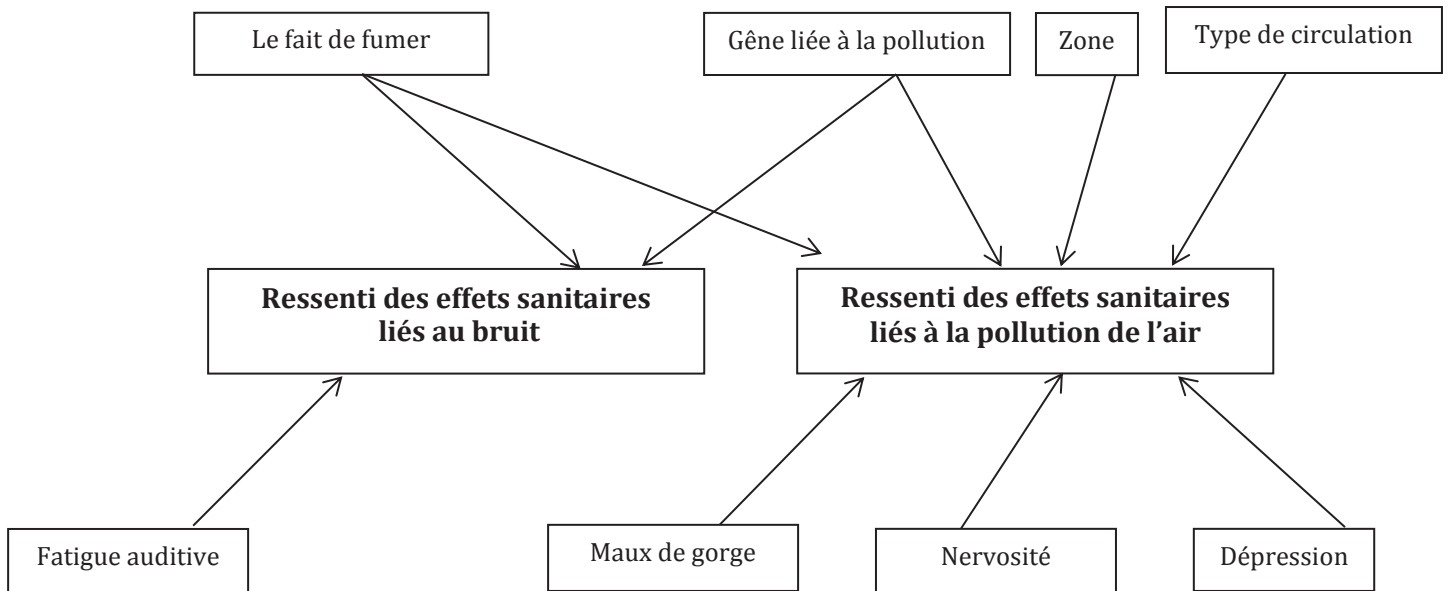 Le fait de fumer
Gêne liée à la pollution
Zone
Type de circulation
Ressenti des effets sanitaires
liés au bruit
Ressenti des effets sanitaires
liés à la pollution de l'air
Fatigue auditive
Maux de gorge
Nervosité
Dépression